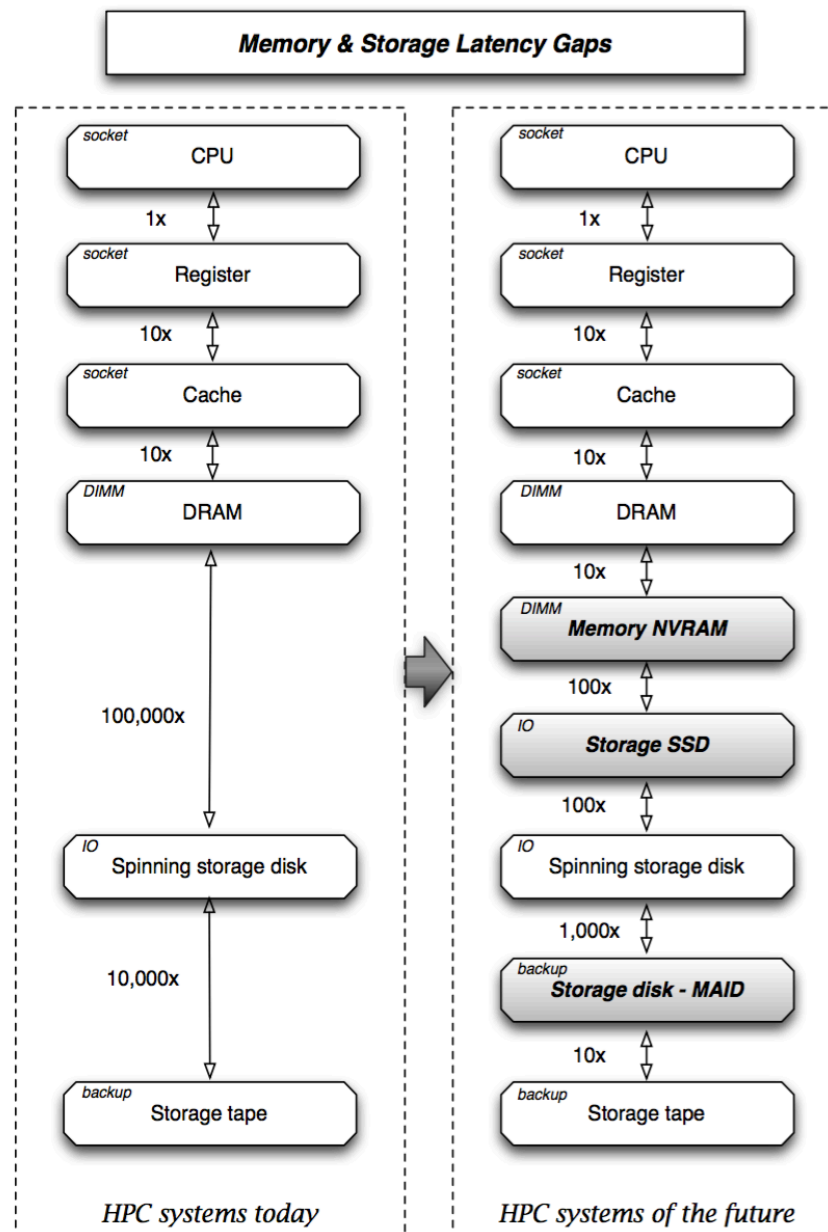 Memory & Storage Latency Gaps
socket
CPU
1x
socket
Register
10x
socket
Cache
10x
DIMM
DRAM
100,000x
IO
Spinning storage disk
10,000x
backup
Storage tape
HPC systems today
socket
CPU
1x
socket
Register
10x
socket
Cache
10x
DIMM
DRAM
10x
DIMM
Memory NVRAM
100x
IO
Storage SSD
100x
IO
Spinning storage disk
1,000x
backup
Storage disk - MAID
10x
backup
Storage tape
HPC systems of the future